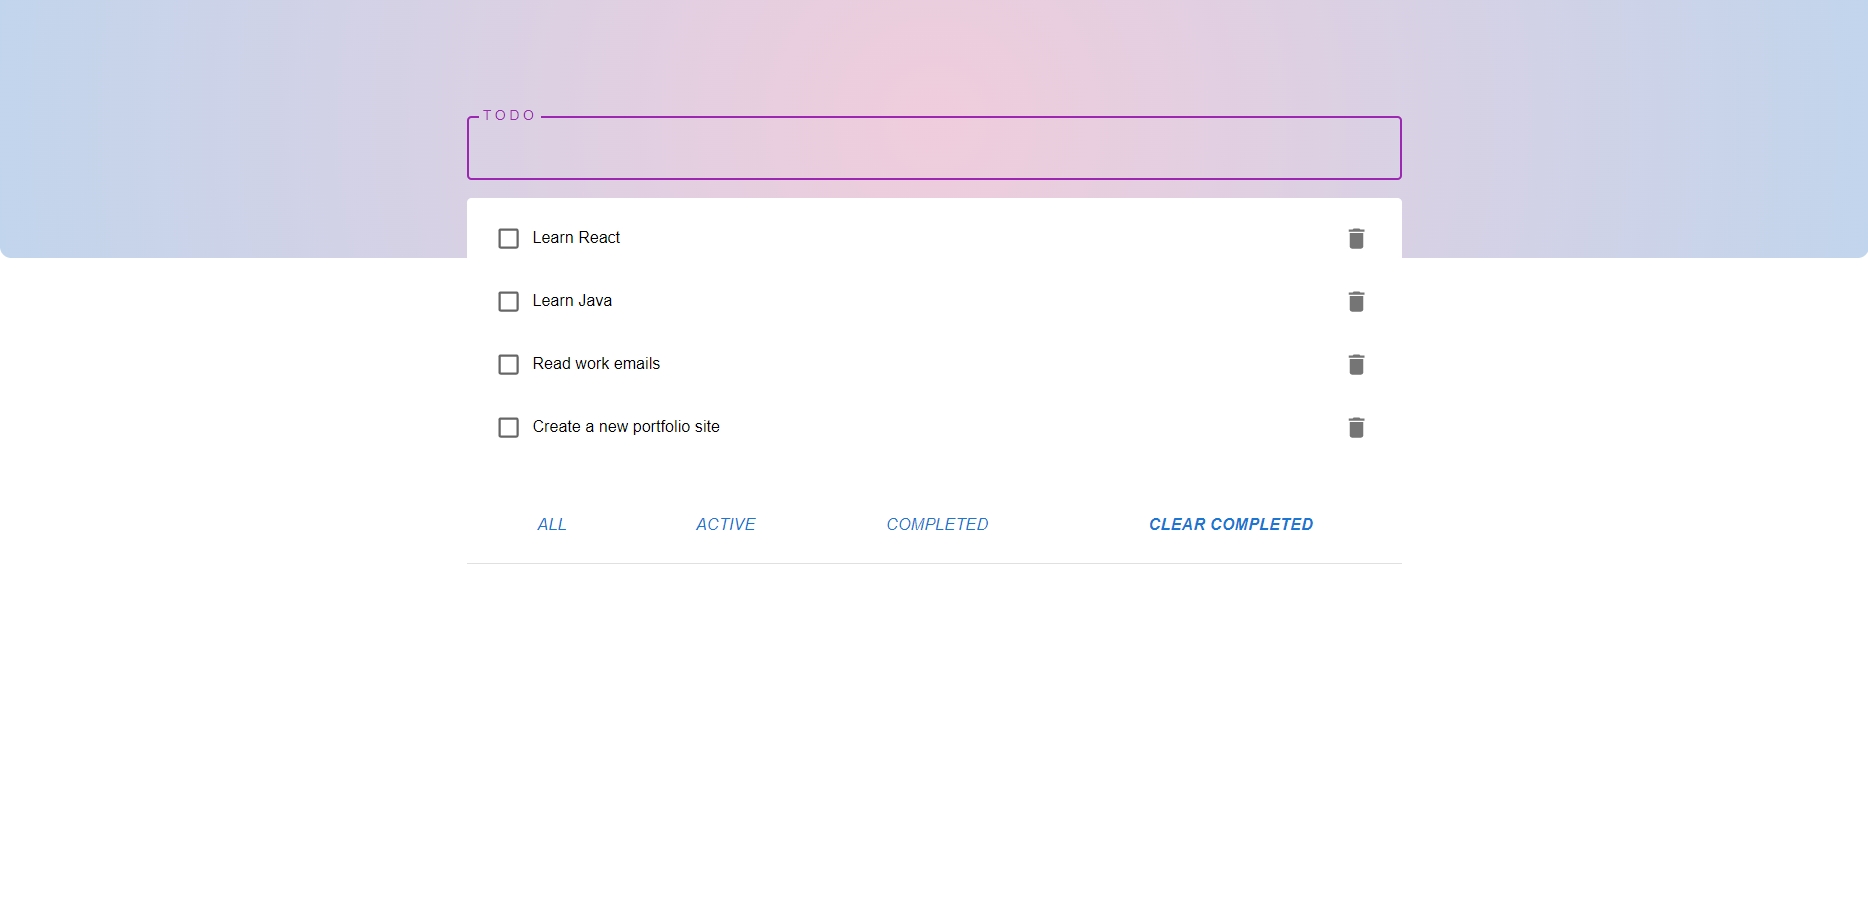 TODO
Learn React
Learn Java
Read work emails
Create a new portfolio site
ALL ACTIVE COMPLETED CLEAR COMPLETED